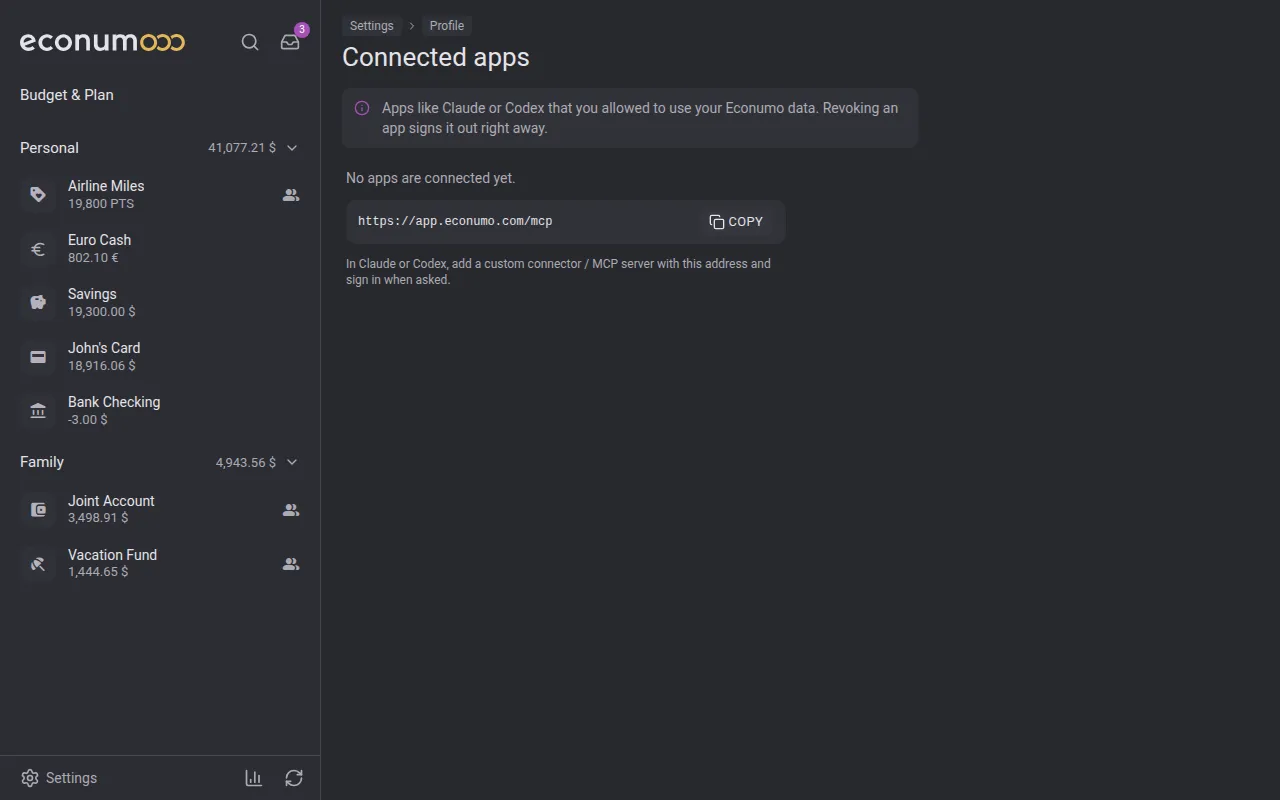 econumo
3
Budget & Plan
Personal
41,077.21 $
Airline Miles
19,800 PTS
Euro Cash
802.10 €
Savings
19,300.00 $
John's Card
18,916.06 $
Bank Checking
-3.00 $
Family
4,943.56 $
Joint Account
3,498.91 $
Vacation Fund
1,444.65 $
Settings
Settings
Profile
Connected apps
Apps like Claude or Codex that you allowed to use your Econumo data. Revoking an
app signs it out right away.
No apps are connected yet.
https://app.econumo.com/mcp
COPY
In Claude or Codex, add a custom connector / MCP server with this address and
sign in when asked.